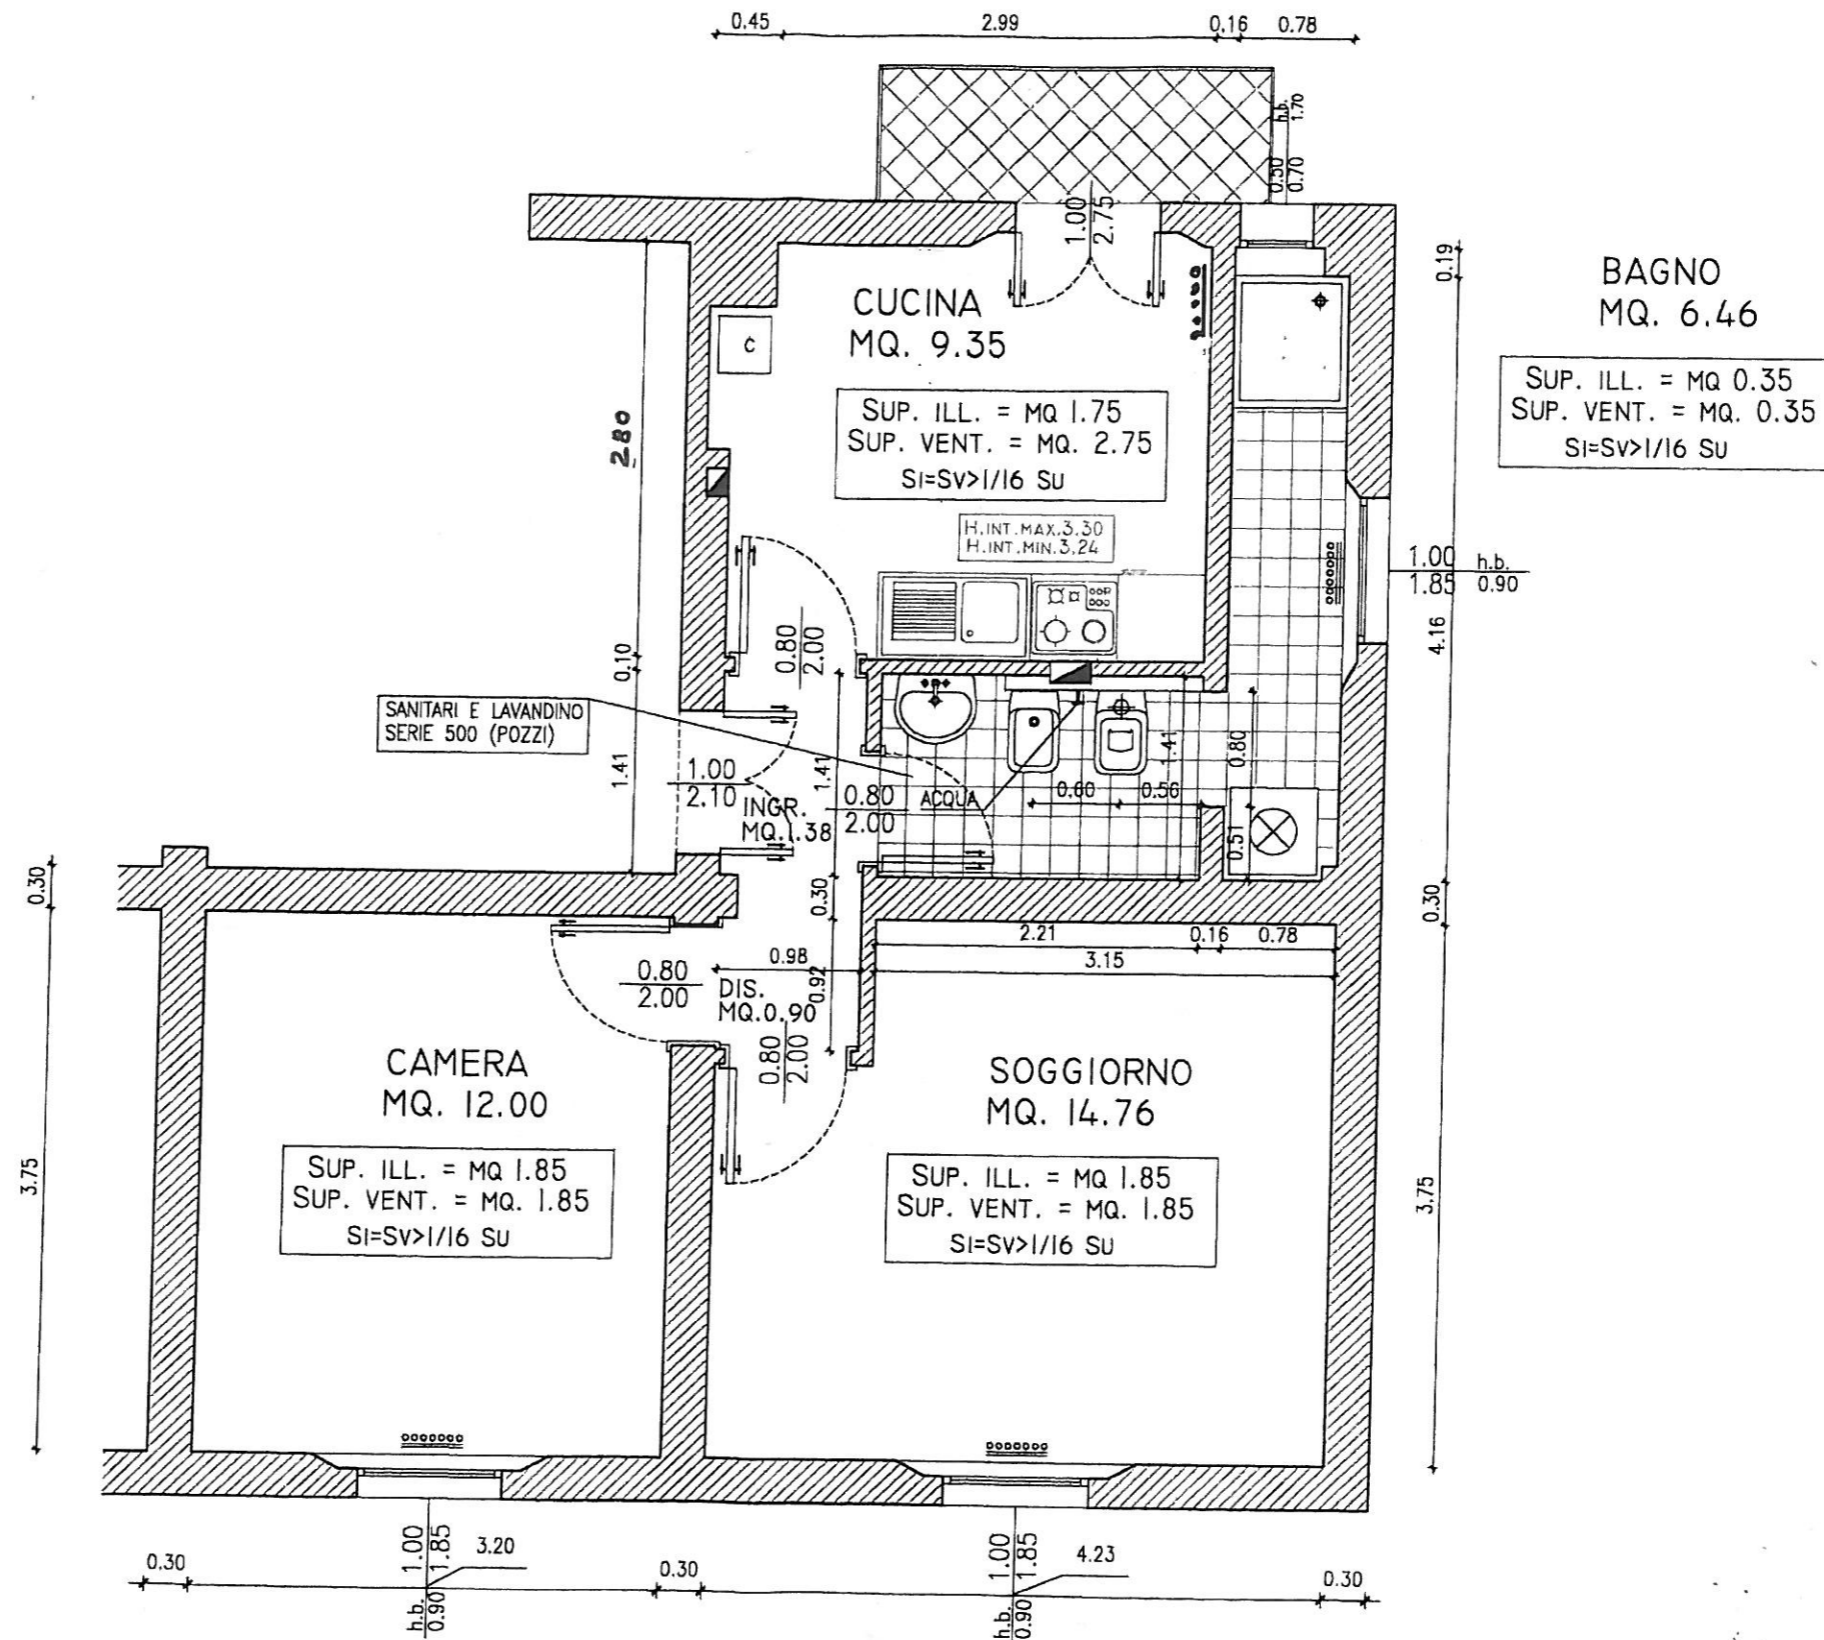 0.45
2.99
0.16
0.78
h.b.
1.70
0.50
0.70
1.00
2.75
0.19
BAGNO
MQ. 6.46
SUP. ILL. = MQ 0.35
SUP. VENT. = MQ. 0.35
SI=SV>1/16 SU
CUCINA
MQ. 9.35
C
SUP. ILL. = MQ 1.75
SUP. VENT. = MQ. 2.75
SI=SV>1/16 SU
2.80
H.INT.MAX.3.30
H.INT.MIN.3.24
1.00
1.85
h.b.
0.90
4.16
0.80
2.00
0.10
SANITARI E LAVANDINO
SERIE 500 (POZZI)
1.41
1.00
2.10
INGR.
MQ.1.38
1.41
0.80
2.00
ACQUA
0.60
0.56
1.41
0.80
0.51
0.30
0.30
0.30
2.21
0.16
0.78
3.15
0.98
0.92
0.80
2.00
DIS.
MQ.0.90
0.80
2.00
CAMERA
MQ. 12.00
SUP. ILL. = MQ 1.85
SUP. VENT. = MQ. 1.85
SI=SV>1/16 SU
SOGGIORNO
MQ. 14.76
SUP. ILL. = MQ 1.85
SUP. VENT. = MQ. 1.85
SI=SV>1/16 SU
3.75
3.75
0.30
1.00
1.85
3.20
h.b.
0.90
0.30
1.00
1.85
4.23
h.b.
0.90
0.30